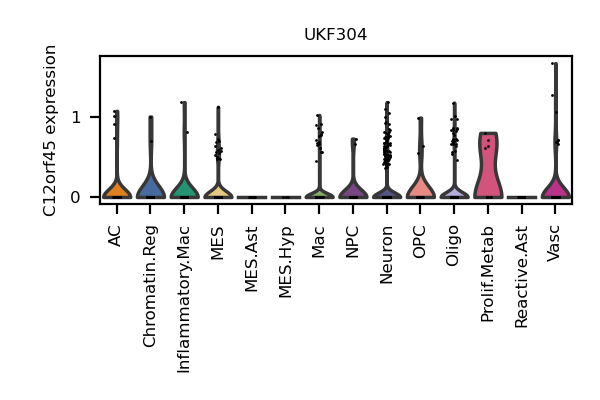 UKF304
C12orf45 expression
1
0
AC
Chromatin.Reg
Inflammatory.Mac
MES
MES.Ast
MES.Hyp
Mac
NPC
Neuron
OPC
Oligo
Prolif.Metab
Reactive.Ast
Vasc